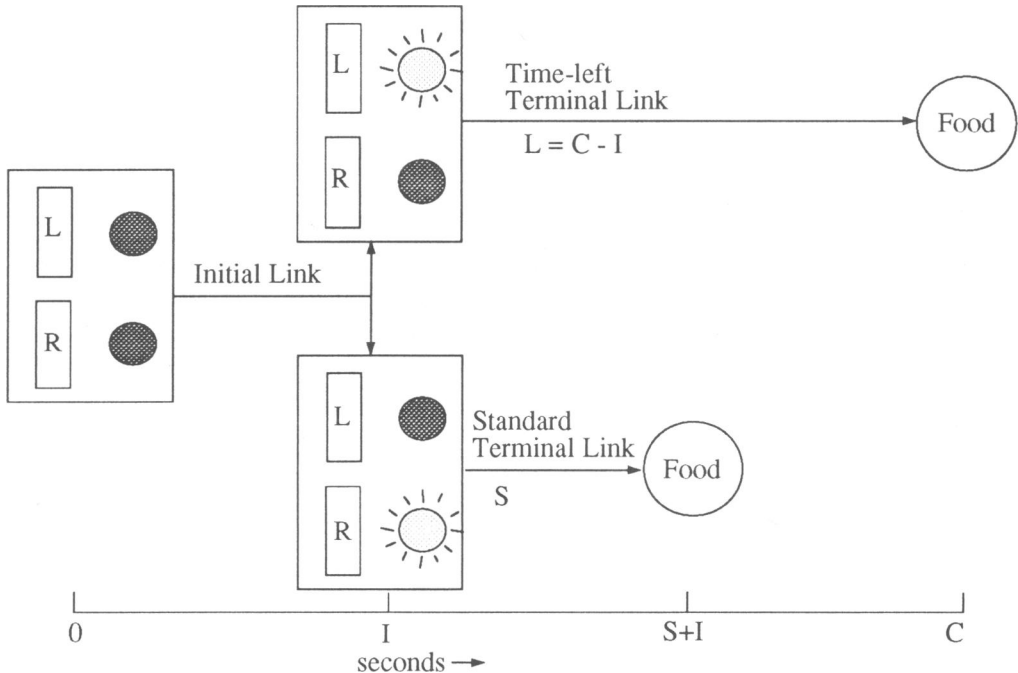 L
R
Initial Link
L
R
Time-left
Terminal Link
L = C - I
Food
L
R
Standard
Terminal Link
S
Food
0 I S+I C
seconds